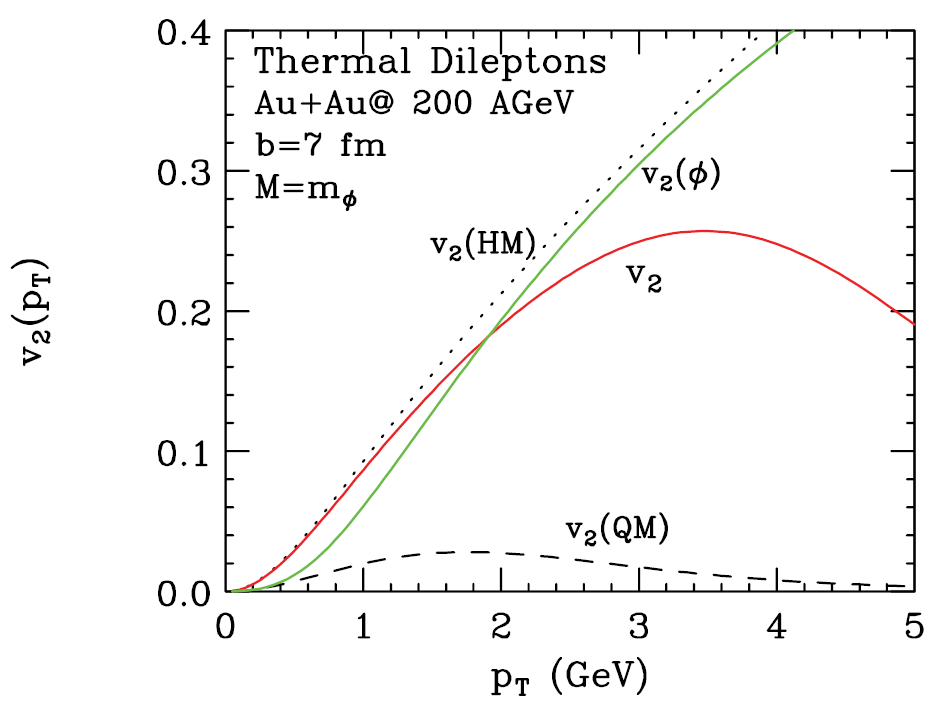 0.4
Thermal Dileptons
Au+Au@ 200 AGeV
b=7 fm
M=mϕ
0.3
v2(ϕ)
v2(HM)
v2
0.2
v2(pT)
0.1
v2(QM)
0.0
0 1 2 3 4 5
pT (GeV)